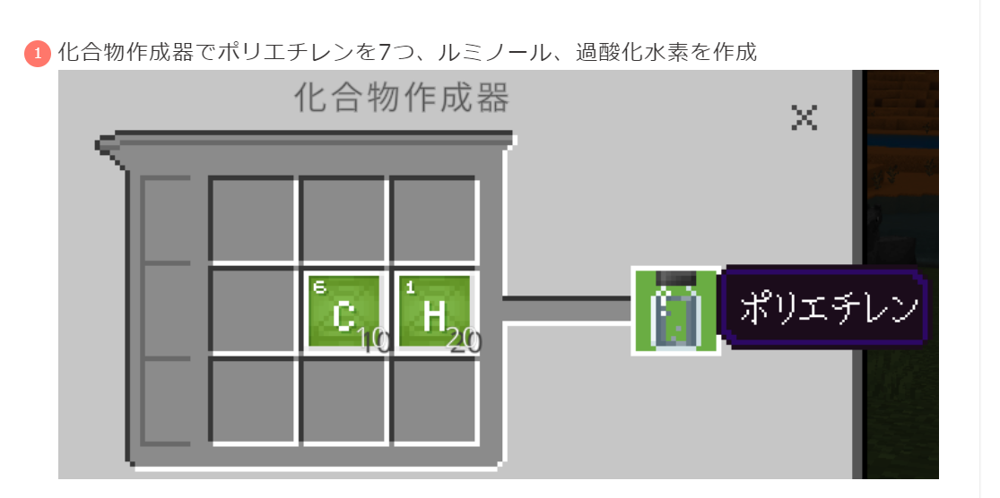 1 化合物作成器でポリエチレンを7つ、ルミノール、過酸化水素を作成
化合物作成器
6 C 10
1 H 20
ポリエチレン